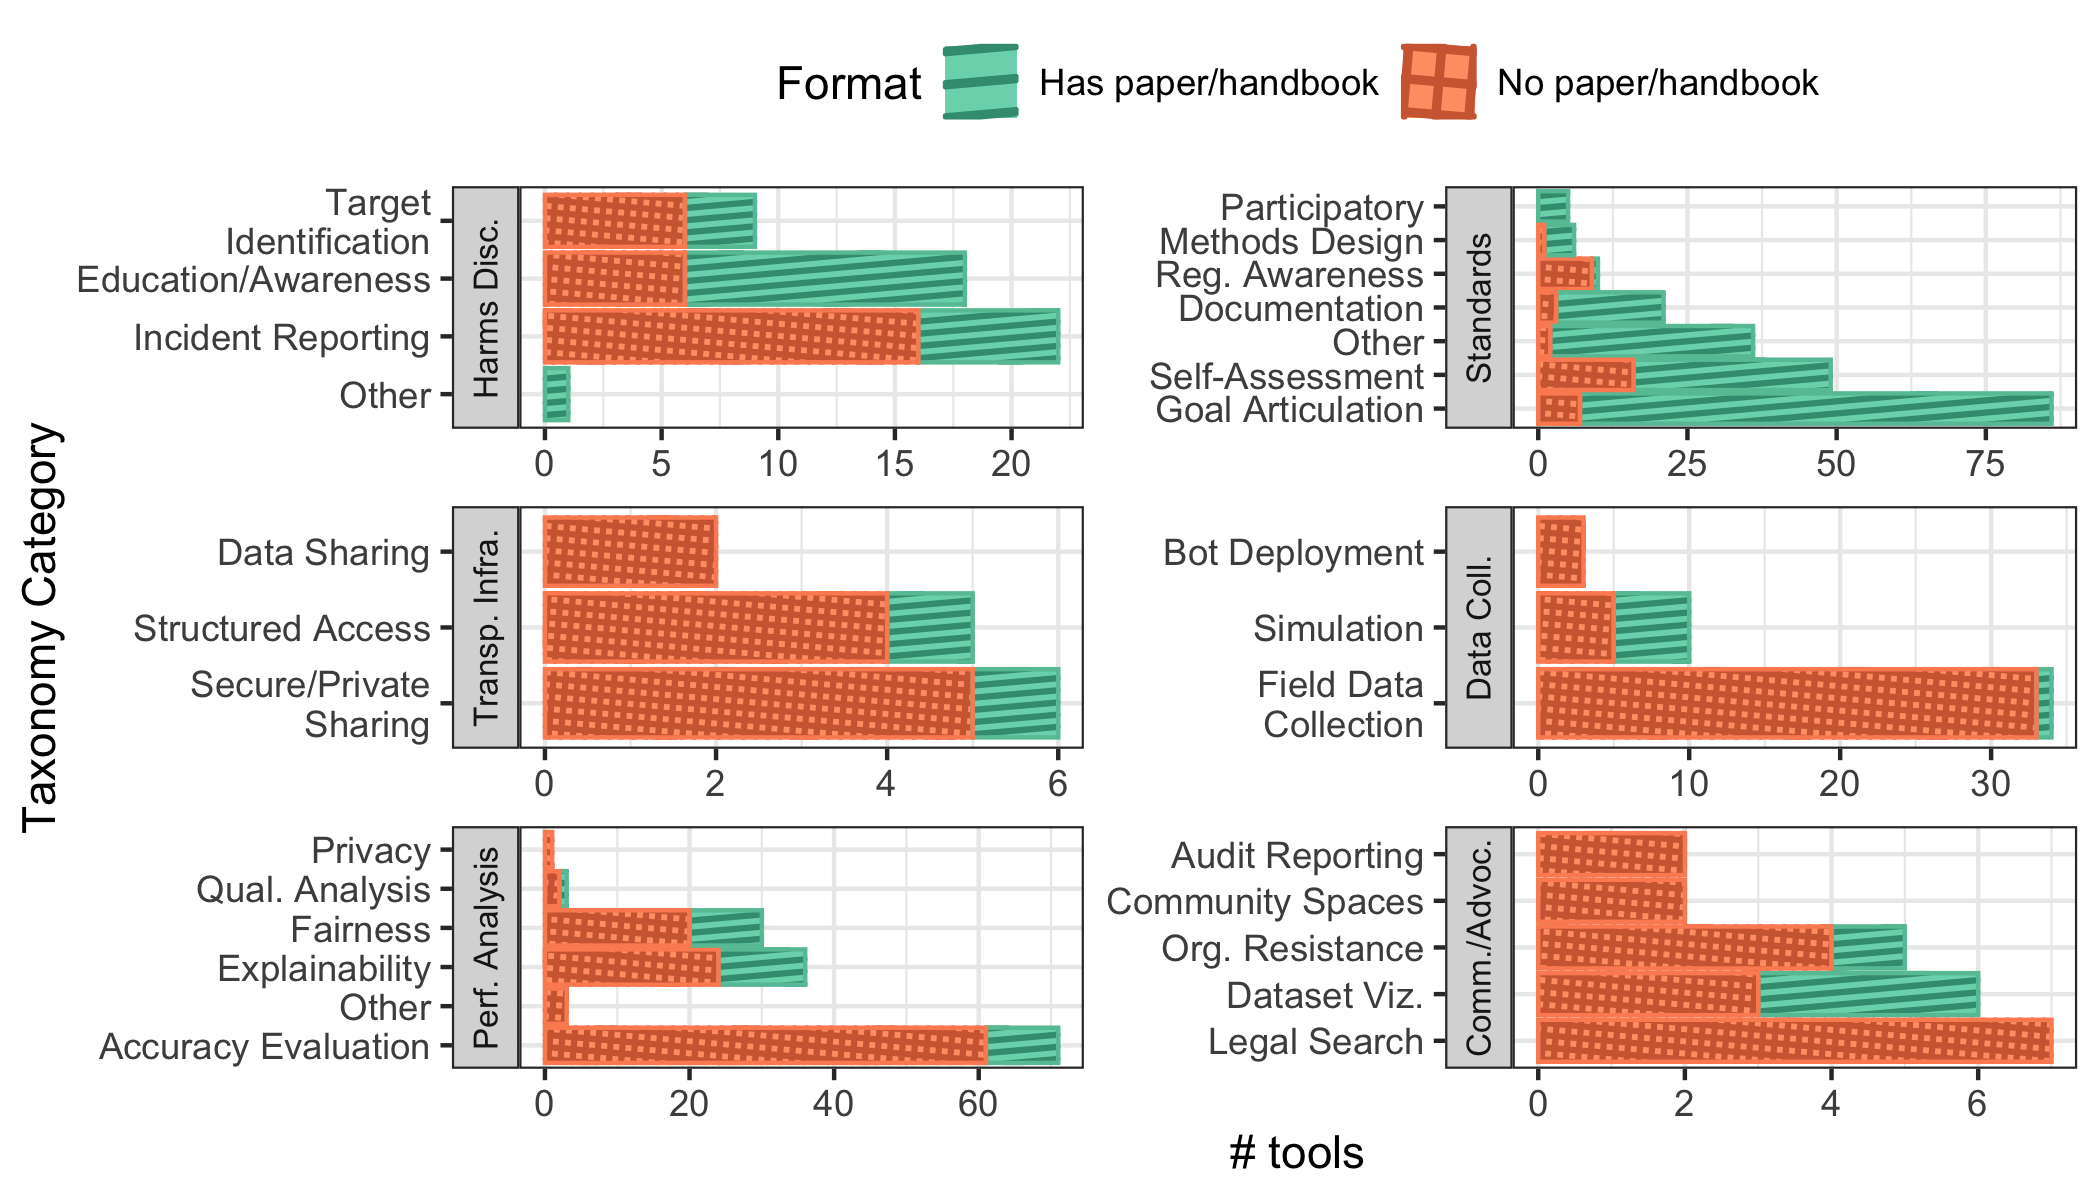 Format Has paper/handbook No paper/handbook
Taxonomy Category
Harms Disc.
Target
Identification
Education/Awareness
Incident Reporting
Other
0 5 10 15 20
Standards
Participatory
Methods Design
Reg. Awareness
Documentation
Other
Self-Assessment
Goal Articulation
0 25 50 75
Transp. Infra.
Data Sharing
Structured Access
Secure/Private
Sharing
0 2 4 6
Data Coll.
Bot Deployment
Simulation
Field Data
Collection
0 10 20 30
Perf. Analysis
Privacy
Qual. Analysis
Fairness
Explainability
Other
Accuracy Evaluation
0 20 40 60
Comm./Advoc.
Audit Reporting
Community Spaces
Org. Resistance
Dataset Viz.
Legal Search
0 2 4 6
# tools